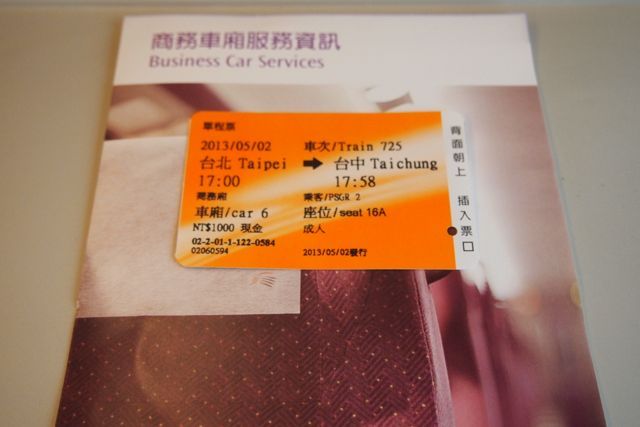 商務車廂服務資訊
Business Car Services
單程票
2013/05/02 車次/Train 725
台北 Taipei → 台中 Taichung
17:00 17:58
商務廂 乘客/PSGR 2
車廂/car 6 座位/seat 16A
NT$1000 現金 成人
02-2-01-1-122-0584
02060594 2013/05/02發行
背面朝上 插入票口